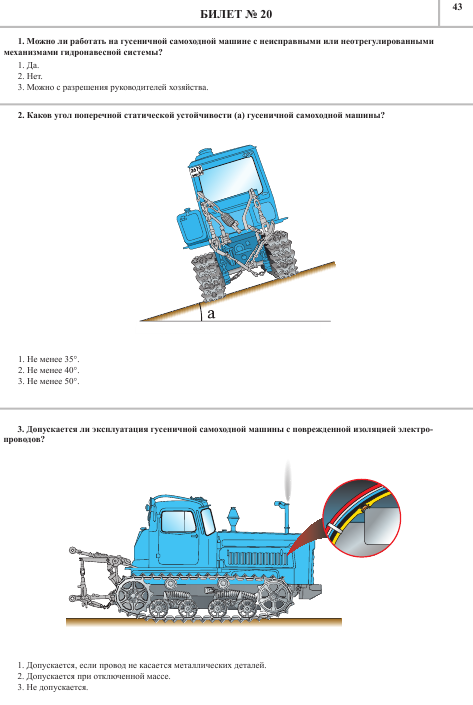 43
БИЛЕТ № 20
1. Можно ли работать на гусеничной самоходной машине с неисправными или неотрегулированными
механизмами гидронавесной системы?
1. Да.
2. Нет.
3. Можно с разрешения руководителей хозяйства.
2. Каков угол поперечной статической устойчивости (а) гусеничной самоходной машины?
a
1. Не менее 35°.
2. Не менее 40°.
3. Не менее 50°.
3. Допускается ли эксплуатация гусеничной самоходной машины с поврежденной изоляцией электро-
проводов?
1. Допускается, если провод не касается металлических деталей.
2. Допускается при отключенной массе.
3. Не допускается.